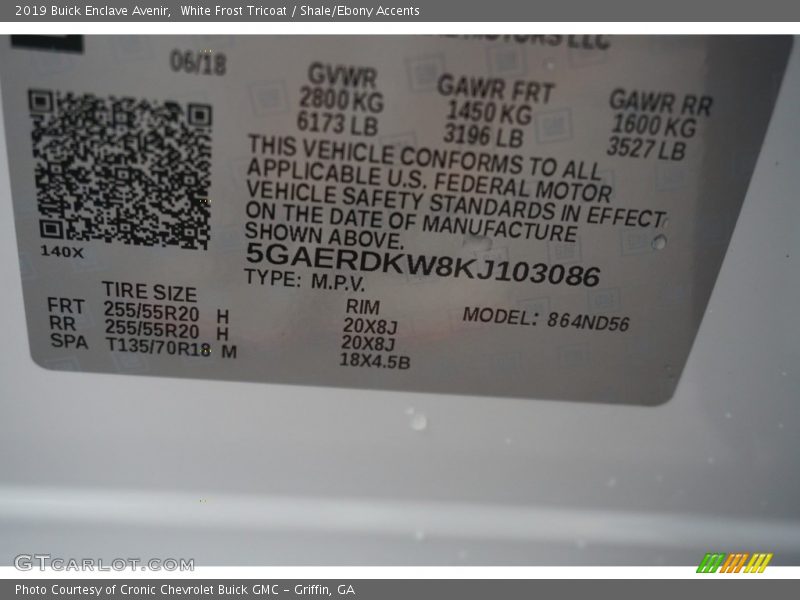 2019 Buick Enclave Avenir, White Frost Tricoat / Shale/Ebony Accents
MOTORS LLC
06/18
GVWR
2800 KG
6173 LB
GAWR FRT
1450 KG
3196 LB
GAWR RR
1600 KG
3527 LB
THIS VEHICLE CONFORMS TO ALL
APPLICABLE U.S. FEDERAL MOTOR
VEHICLE SAFETY STANDARDS IN EFFECT
ON THE DATE OF MANUFACTURE
SHOWN ABOVE.
140X
5GAERDKW8KJ103086
TYPE: M.P.V.
TIRE SIZE
RIM
MODEL: 864ND56
FRT 255/55R20 H 20X8J
RR 255/55R20 H 20X8J
SPA T135/70R18 M 18X4.5B
GTcarlot.com
Photo Courtesy of Cronic Chevrolet Buick GMC - Griffin, GA